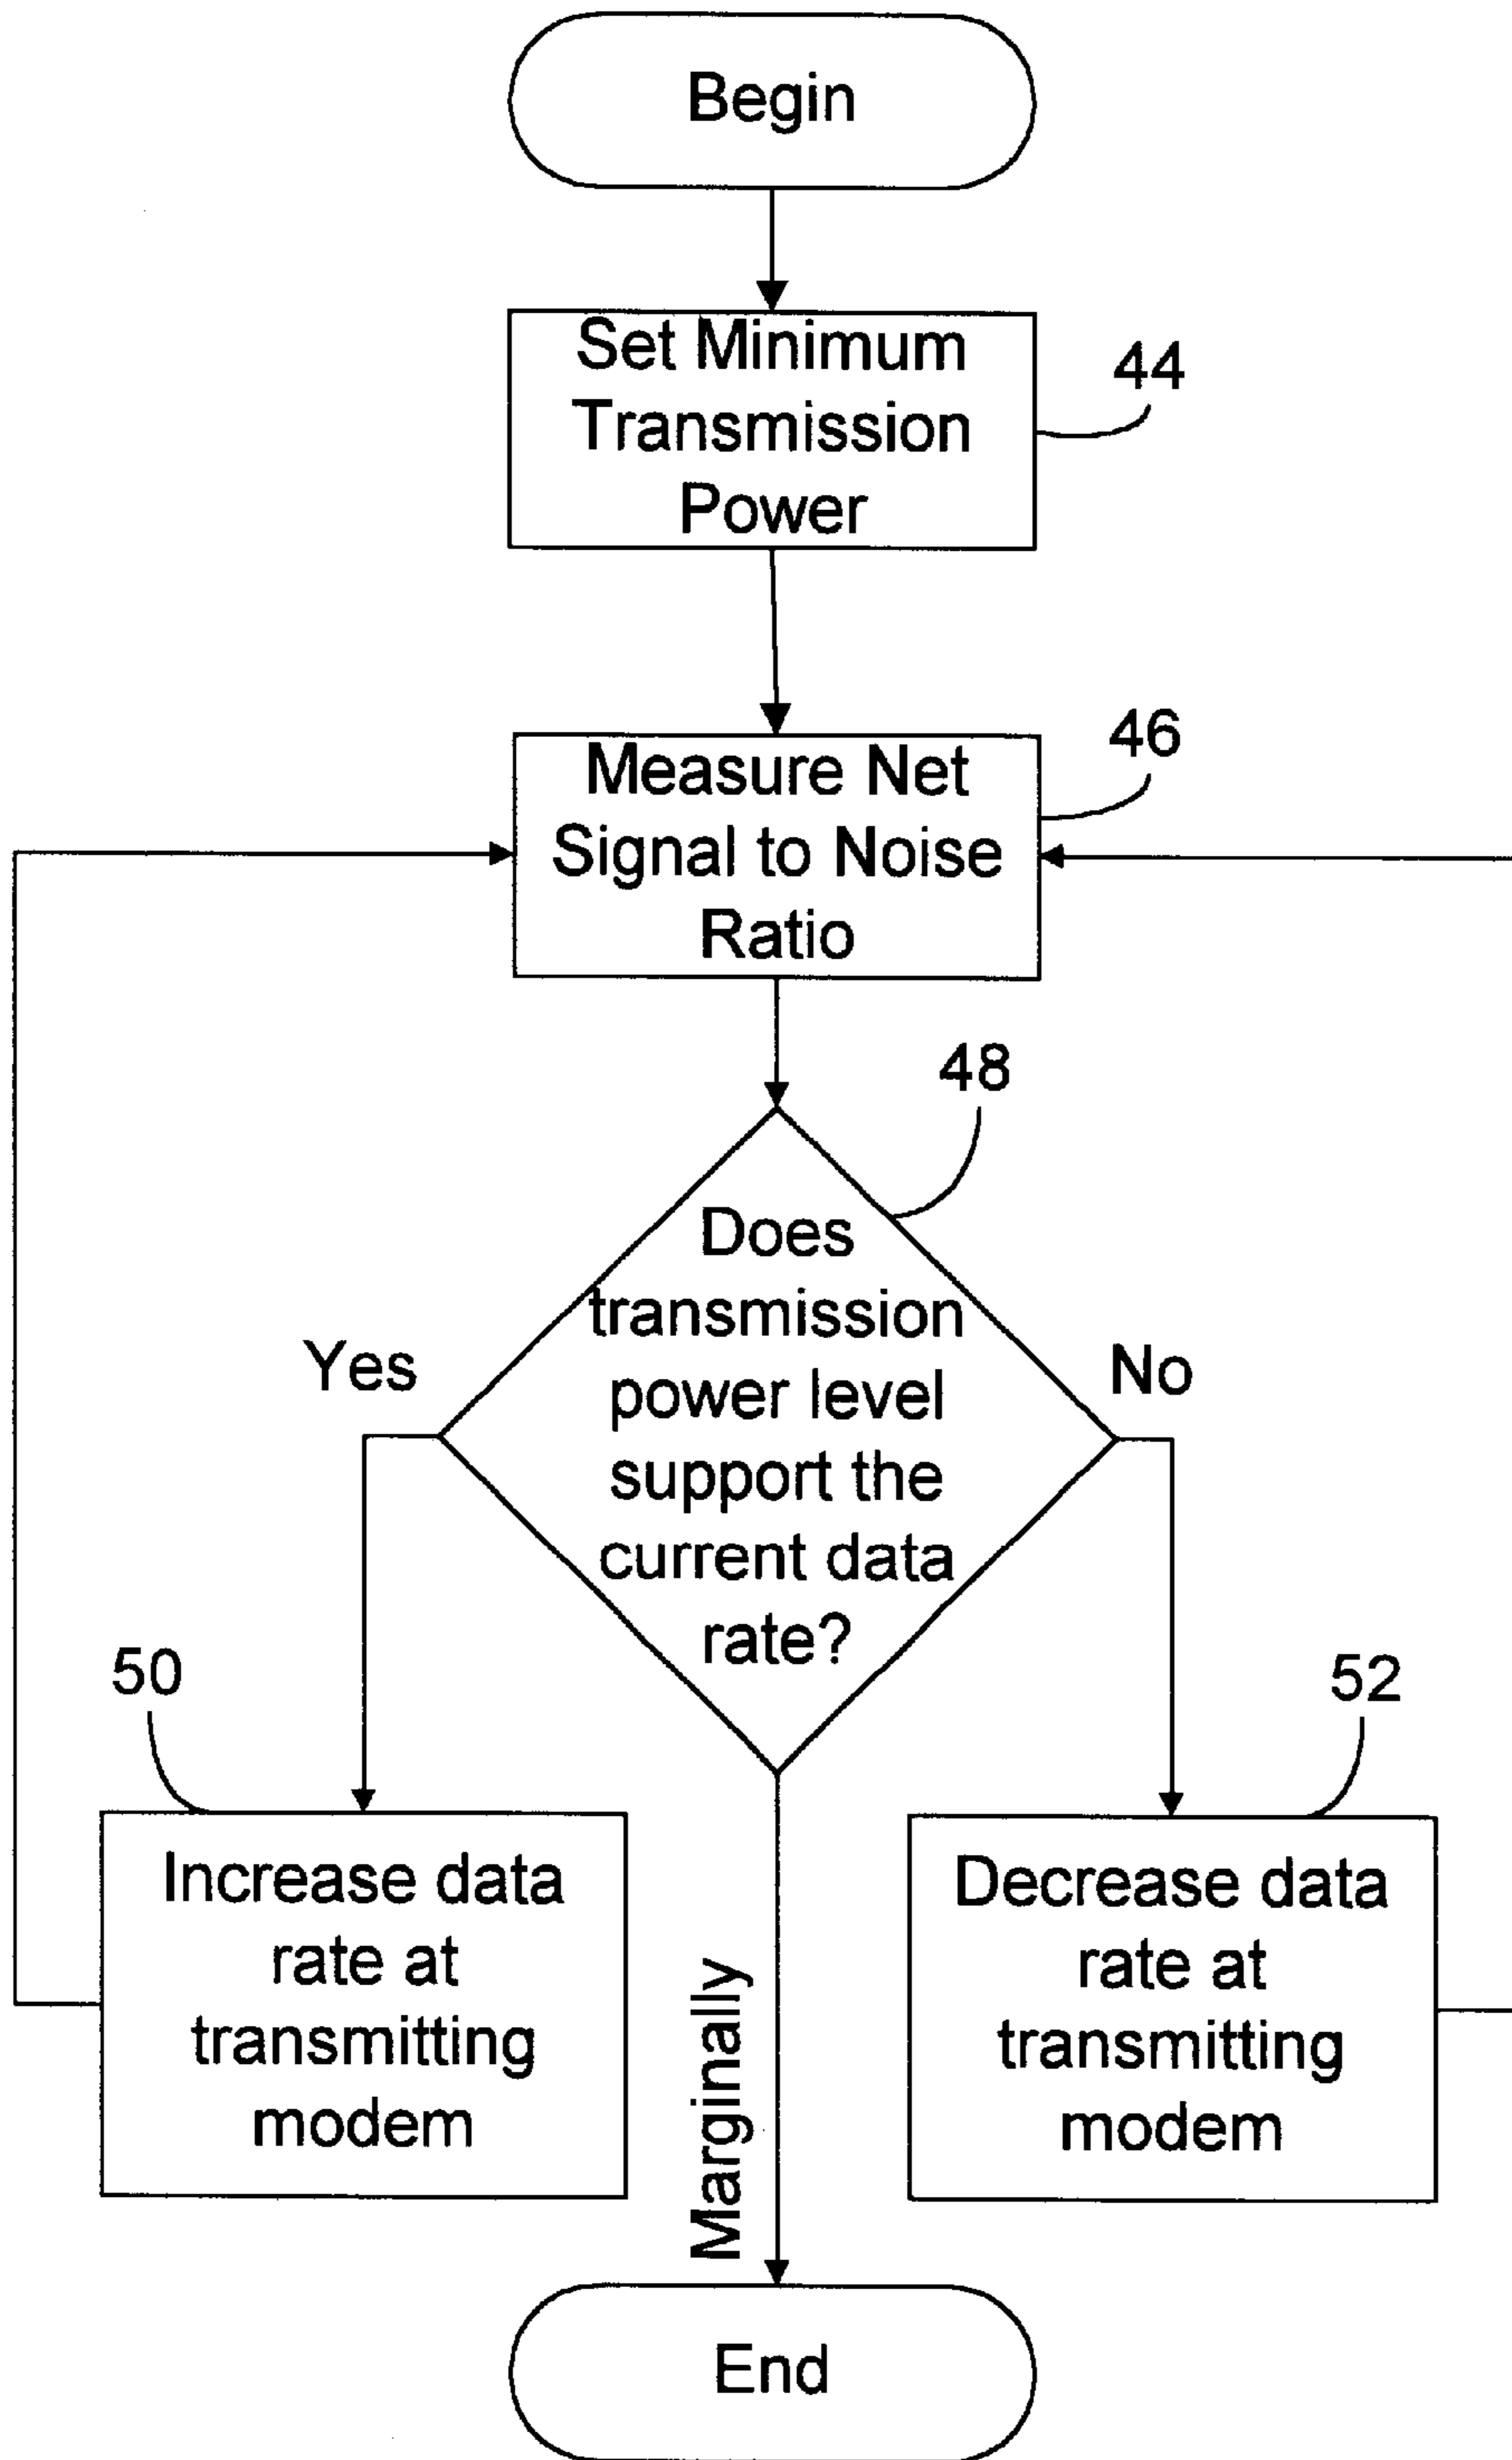 Begin
Set Minimum
Transmission
Power
44
Measure Net
Signal to Noise
Ratio
46
48
Does
transmission
power level
support the
current data
rate?
Yes
No
50
Increase data
rate at
transmitting
modem
52
Decrease data
rate at
transmitting
modem
Marginally
End